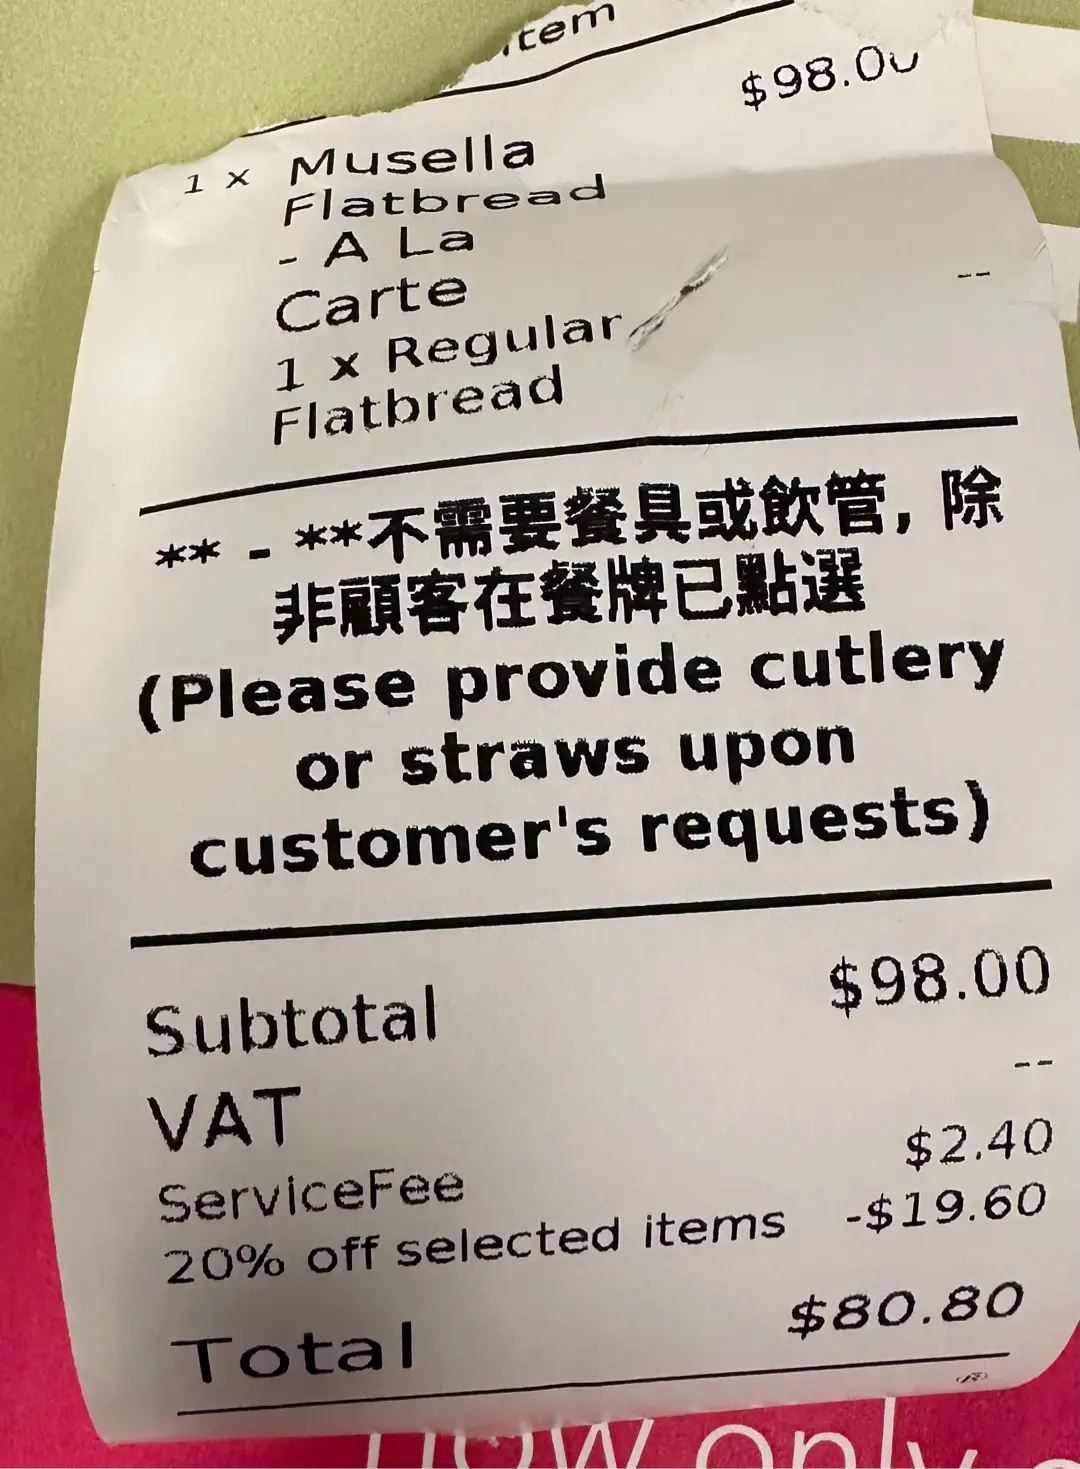 Item
$98.00
1 x Musella
Flatbread
- A La
Carte
1 x Regular --
Flatbread
** - **不需要餐具或飲管, 除
非顧客在餐牌已點選
(Please provide cutlery
or straws upon
customer's requests)
Subtotal $98.00
VAT --
ServiceFee $2.40
20% off selected items -$19.60
Total $80.80
now only